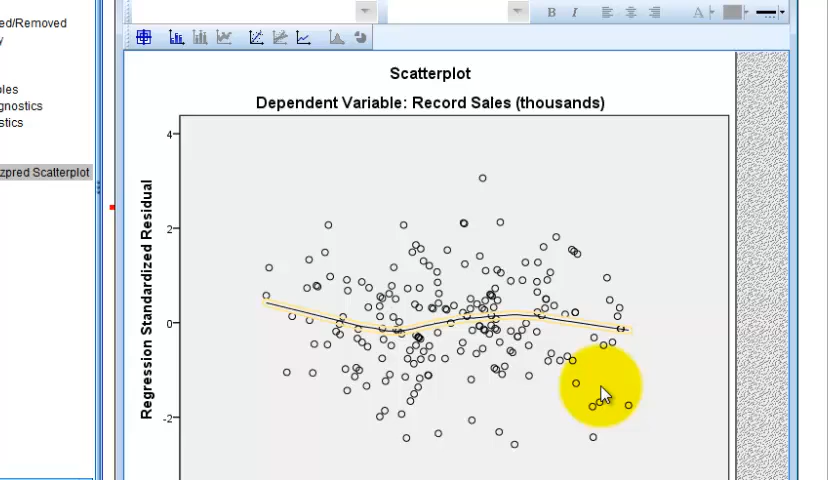 ed/Removed
y
ples
gnostics
stics
zpred Scatterplot
B I A
Scatterplot
Dependent Variable: Record Sales (thousands)
Regression Standardized Residual
4
2
0
-2